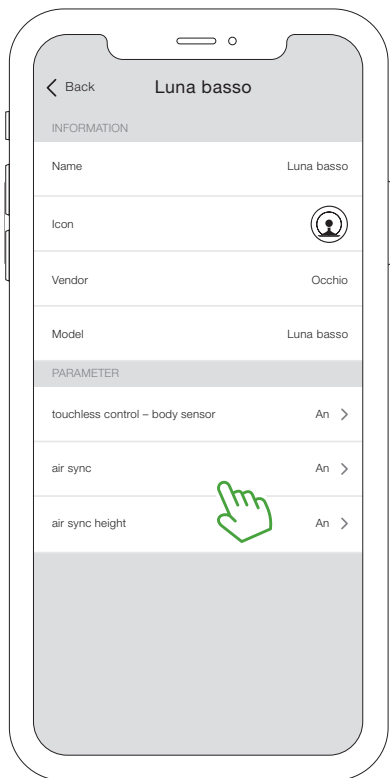 Back Luna basso
INFORMATION
Name Luna basso
Icon
Vendor Occhio
Model Luna basso
PARAMETER
touchless control – body sensor An
air sync An
air sync height An